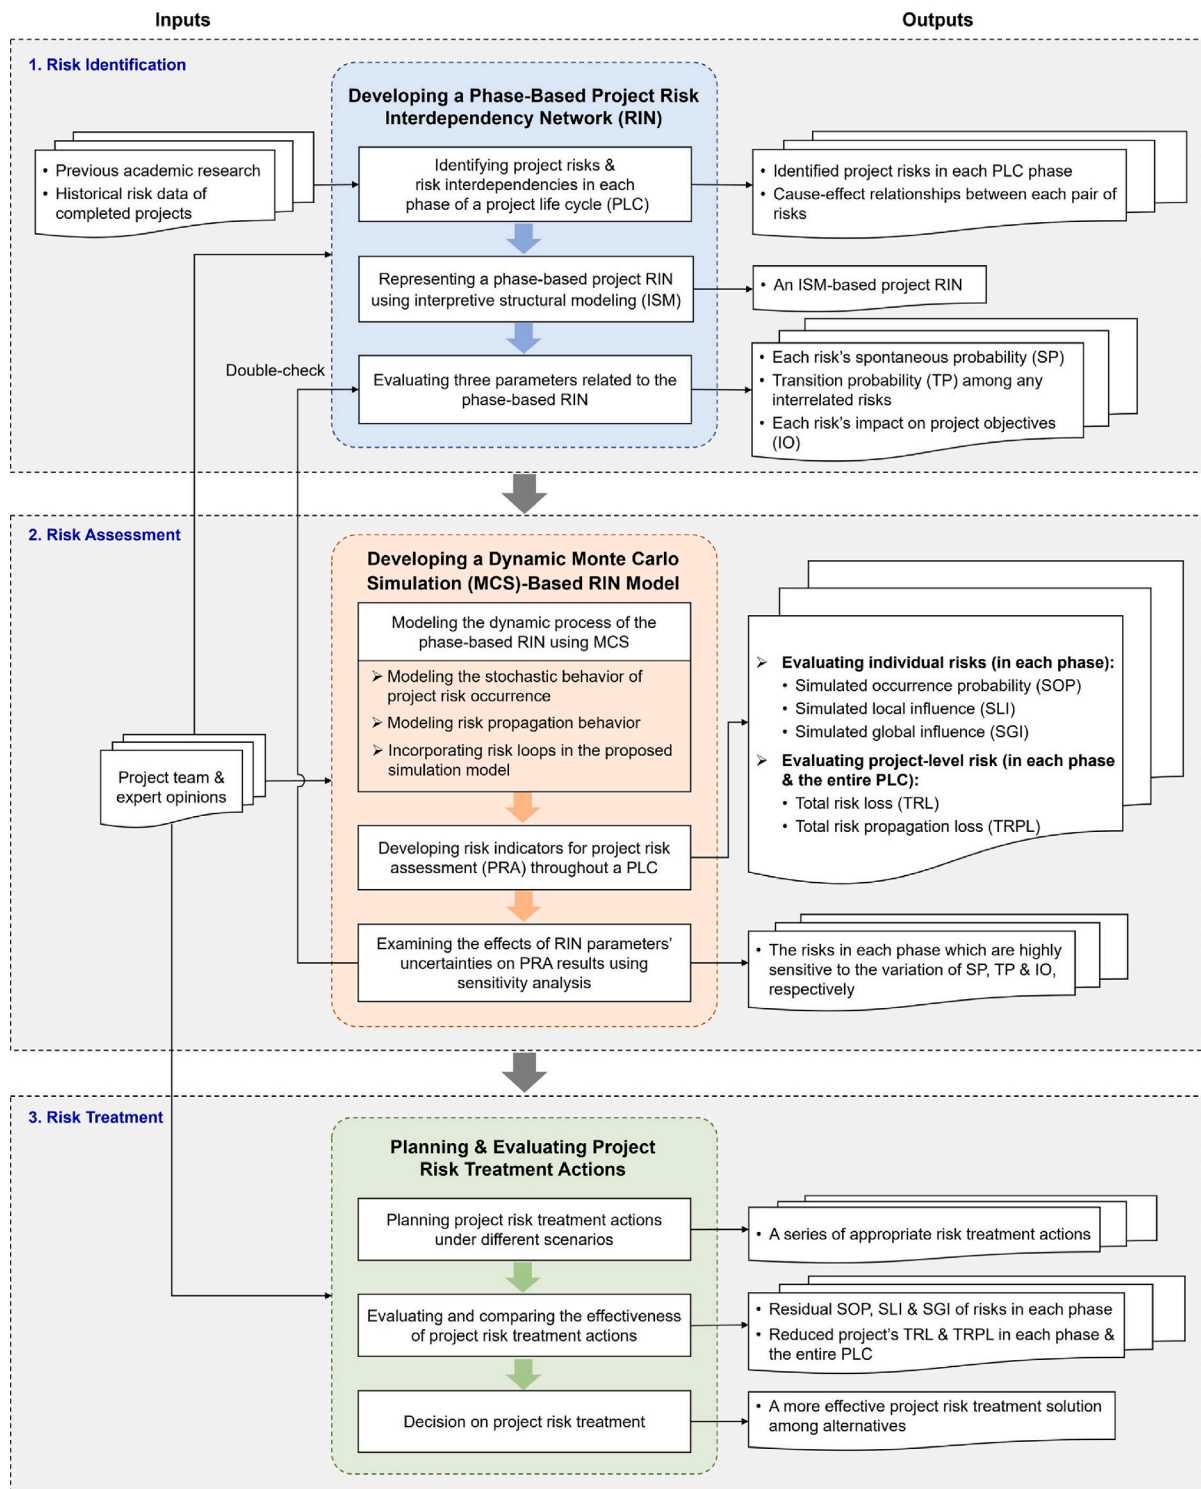 Inputs
Outputs
1. Risk Identification
Developing a Phase-Based Project Risk
Interdependency Network (RIN)
• Previous academic research
• Historical risk data of
completed projects
Identifying project risks &
risk interdependencies in each
phase of a project life cycle (PLC)
• Identified project risks in each PLC phase
• Cause-effect relationships between each pair of
risks
Representing a phase-based project RIN
using interpretive structural modeling (ISM)
• An ISM-based project RIN
Double-check
Evaluating three parameters related to the
phase-based RIN
• Each risk's spontaneous probability (SP)
• Transition probability (TP) among any
interrelated risks
• Each risk's impact on project objectives
(IO)
2. Risk Assessment
Developing a Dynamic Monte Carlo
Simulation (MCS)-Based RIN Model
Modeling the dynamic process of the
phase-based RIN using MCS
➢ Modeling the stochastic behavior of
project risk occurrence
➢ Modeling risk propagation behavior
➢ Incorporating risk loops in the proposed
simulation model
Project team &
expert opinions
➢ Evaluating individual risks (in each phase):
• Simulated occurrence probability (SOP)
• Simulated local influence (SLI)
• Simulated global influence (SGI)
➢ Evaluating project-level risk (in each phase
& the entire PLC):
• Total risk loss (TRL)
• Total risk propagation loss (TRPL)
Developing risk indicators for project risk
assessment (PRA) throughout a PLC
Examining the effects of RIN parameters'
uncertainties on PRA results using
sensitivity analysis
• The risks in each phase which are highly
sensitive to the variation of SP, TP & IO,
respectively
3. Risk Treatment
Planning & Evaluating Project
Risk Treatment Actions
Planning project risk treatment actions
under different scenarios
• A series of appropriate risk treatment actions
Evaluating and comparing the effectiveness
of project risk treatment actions
• Residual SOP, SLI & SGI of risks in each phase
• Reduced project's TRL & TRPL in each phase &
the entire PLC
Decision on project risk treatment
• A more effective project risk treatment solution
among alternatives